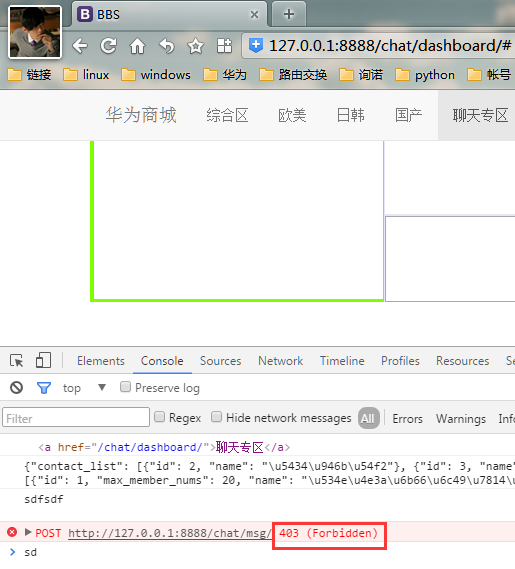 BBS
127.0.0.1:8888/chat/dashboard/#
链接 linux windows 华为 路由交换 询诺 python 帐号
华为商城 综合区 欧美 日韩 国产 聊天专区
Elements Console Sources Network Timeline Profiles Resources Se
top Preserve log
Filter Regex Hide network messages All Errors Warnings Inf
<a href="/chat/dashboard/">聊天专区</a>
{"contact_list": [{"id": 2, "name": "\u5434\u946b\u54f2"}, {"id": 3, "name"
[{"id": 1, "max_member_nums": 20, "name": "\u534e\u4e3a\u6b66\u6c49\u7814\u
sdfsdf
POST http://127.0.0.1:8888/chat/msg/ 403 (Forbidden)
sd